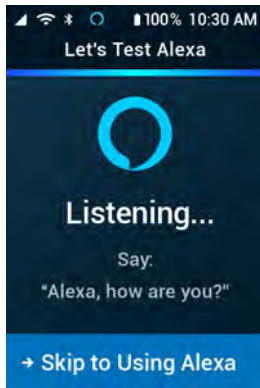 100% 10:30 AM
Let's Test Alexa
Listening...
Say:
"Alexa, how are you?"
→ Skip to Using Alexa